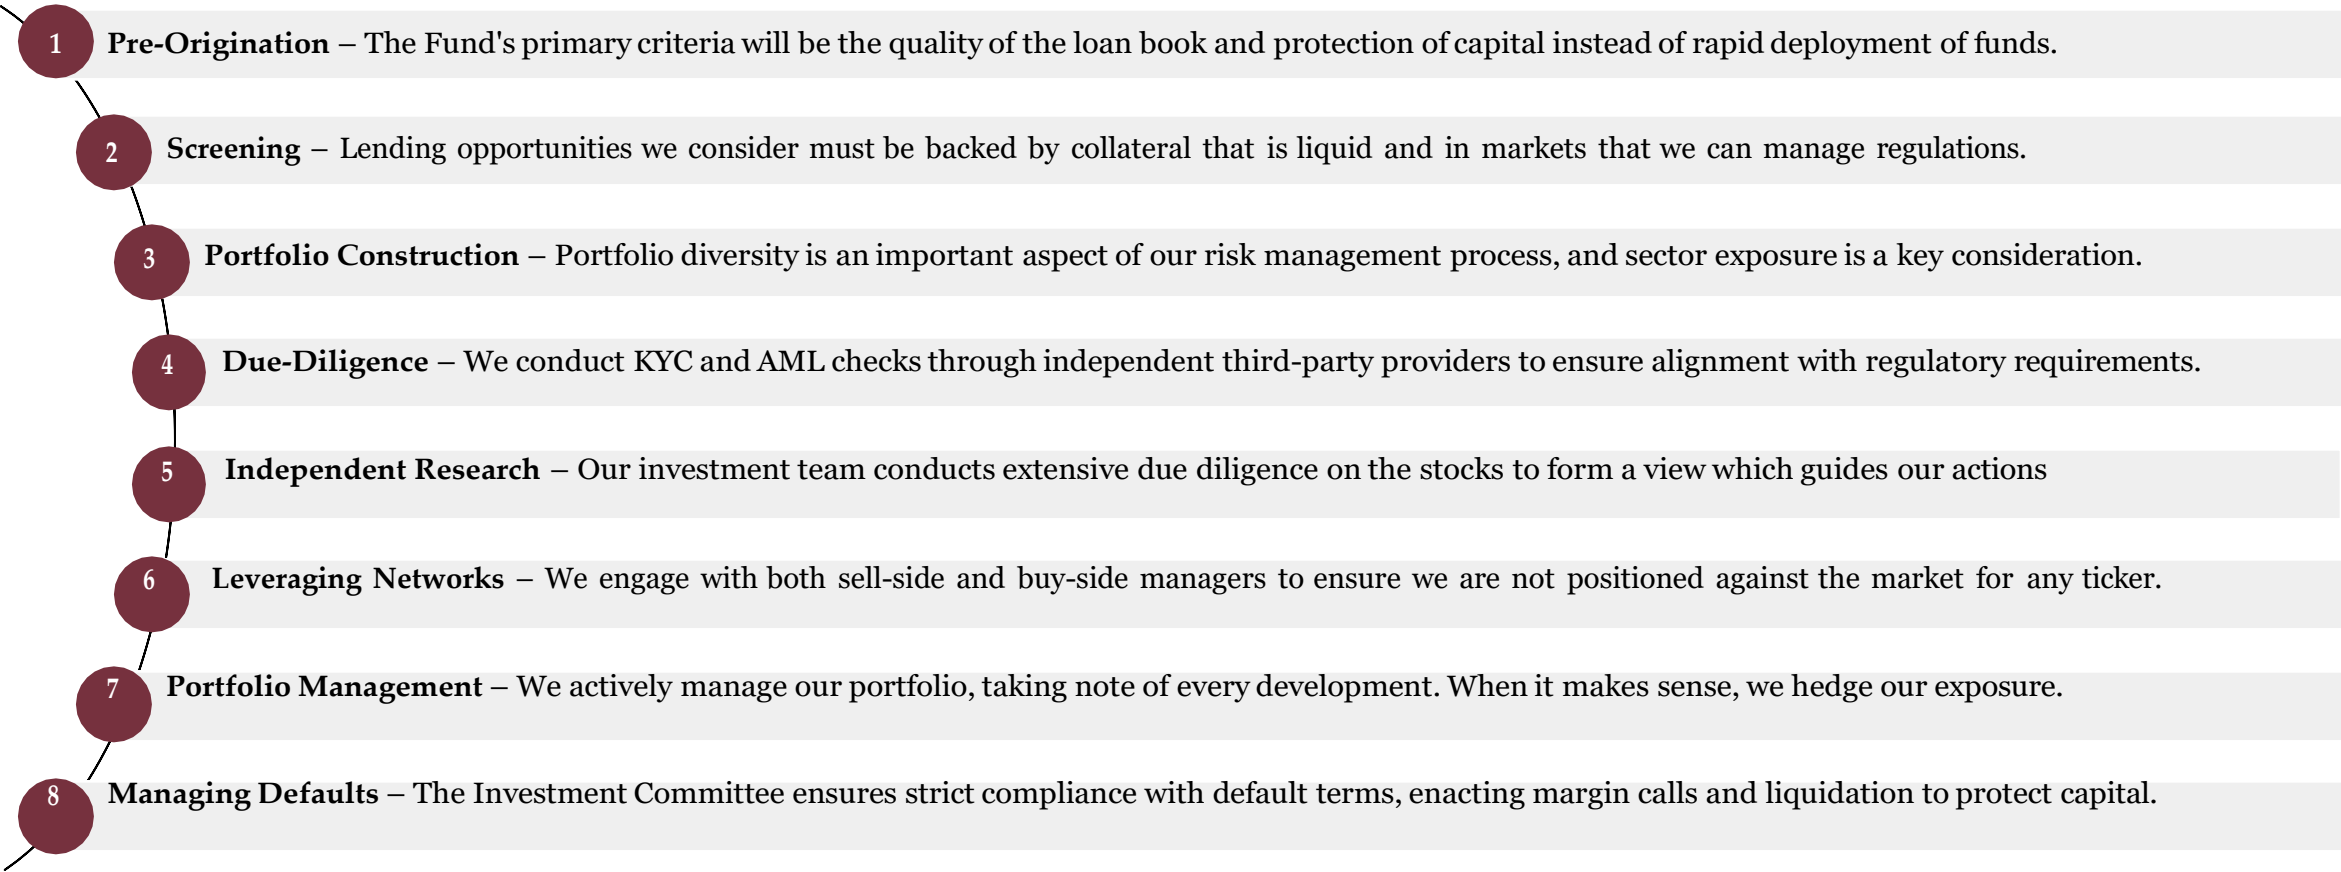 1 Pre-Origination – The Fund's primary criteria will be the quality of the loan book and protection of capital instead of rapid deployment of funds.
2 Screening – Lending opportunities we consider must be backed by collateral that is liquid and in markets that we can manage regulations.
3 Portfolio Construction – Portfolio diversity is an important aspect of our risk management process, and sector exposure is a key consideration.
4 Due-Diligence – We conduct KYC and AML checks through independent third-party providers to ensure alignment with regulatory requirements.
5 Independent Research – Our investment team conducts extensive due diligence on the stocks to form a view which guides our actions
6 Leveraging Networks – We engage with both sell-side and buy-side managers to ensure we are not positioned against the market for any ticker.
7 Portfolio Management – We actively manage our portfolio, taking note of every development. When it makes sense, we hedge our exposure.
8 Managing Defaults – The Investment Committee ensures strict compliance with default terms, enacting margin calls and liquidation to protect capital.